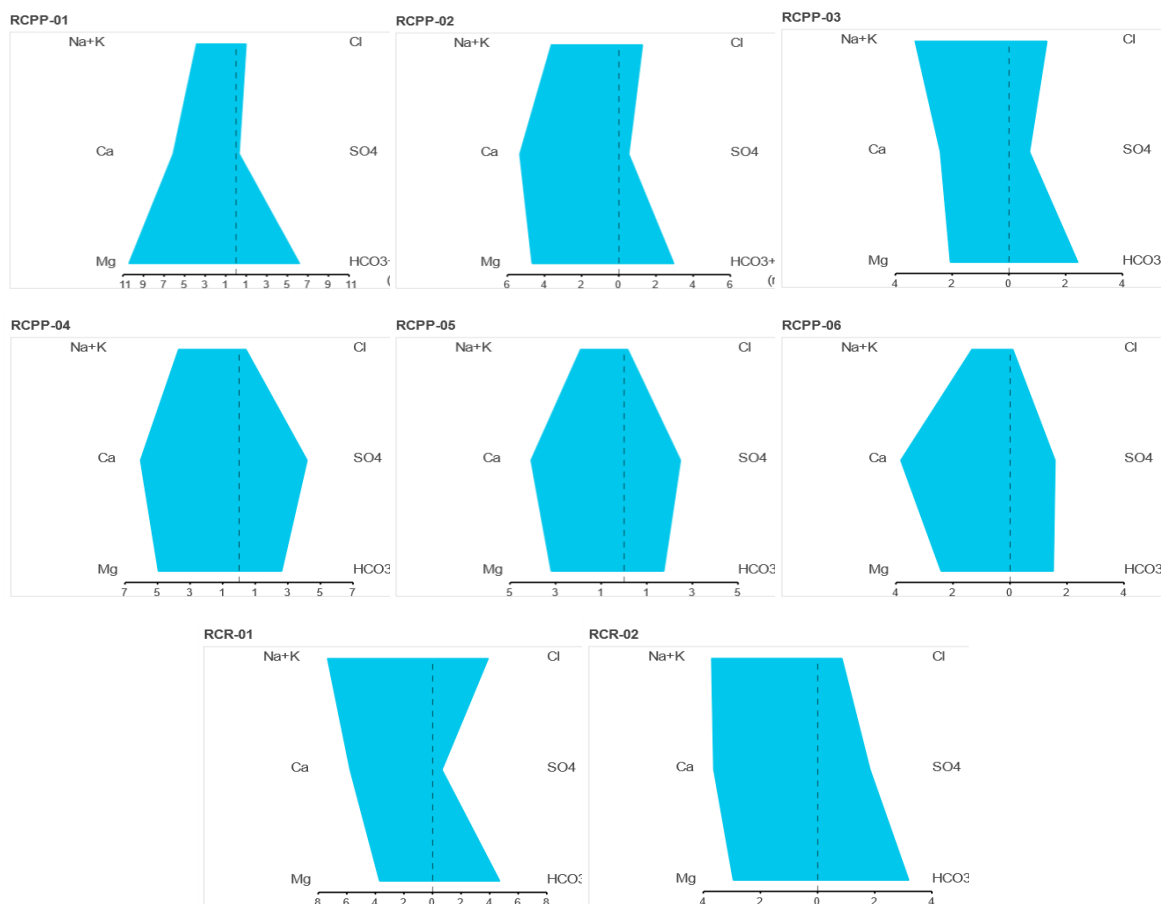 RCPP-01 RCPP-02 RCPP-03
Na+K Cl Na+K Cl Na+K Cl
Ca SO4 Ca SO4 Ca SO4
Mg HCO3+ Mg HCO3+ Mg HCO3
11 9 7 5 3 1 1 3 5 7 9 11 ( 6 4 2 0 2 4 6 (r 4 2 0 2 4
RCPP-04 RCPP-05 RCPP-06
Na+K Cl Na+K Cl Na+K Cl
Ca SO4 Ca SO4 Ca SO4
Mg HCO3 Mg HCO3 Mg HCO3
7 5 3 1 1 3 5 7 5 3 1 1 3 5 4 2 0 2 4
RCR-01 RCR-02
Na+K Cl Na+K Cl
Ca SO4 Ca SO4
Mg HCO3 Mg HCO3
8 6 4 2 0 2 4 6 8 4 2 0 2 4